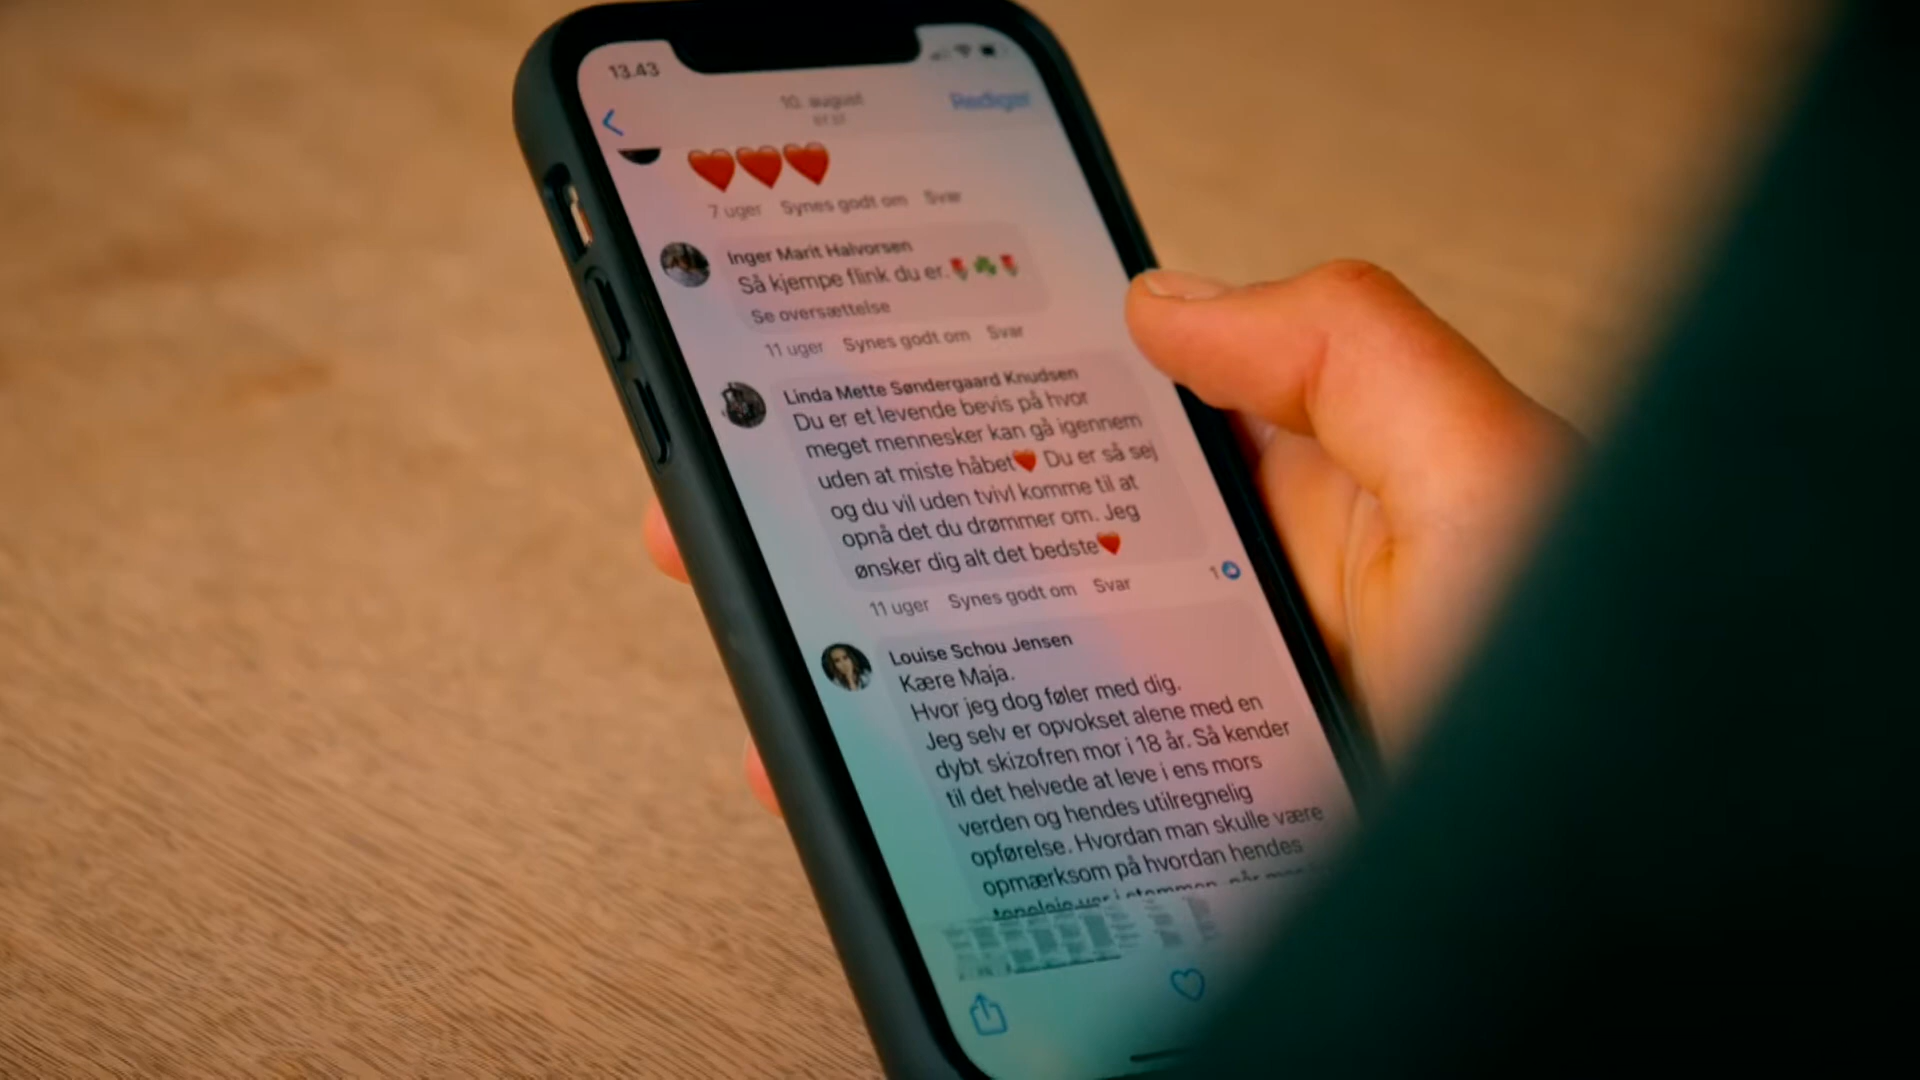 13.43
10. august
Rediger
7 uger Synes godt om Svar
Inger Marit Halvorsen
Så kjempe flink du er.🌹☘️🌹
Se oversættelse
11 uger Synes godt om Svar
Linda Mette Søndergaard Knudsen
Du er et levende bevis på hvor
meget mennesker kan gå igennem
uden at miste håbet❤️ Du er så sej
og du vil uden tvivl komme til at
opnå det du drømmer om. Jeg
ønsker dig alt det bedste❤️
11 uger Synes godt om Svar 1
Louise Schou Jensen
Kære Maja.
Hvor jeg dog føler med dig.
Jeg selv er opvokset alene med en
dybt skizofren mor i 18 år. Så kender
til det helvede at leve i ens mors
verden og hendes utilregnelig
opførelse. Hvordan man skulle være
opmærksom på hvordan hendes
toneleje var i stemmen, når